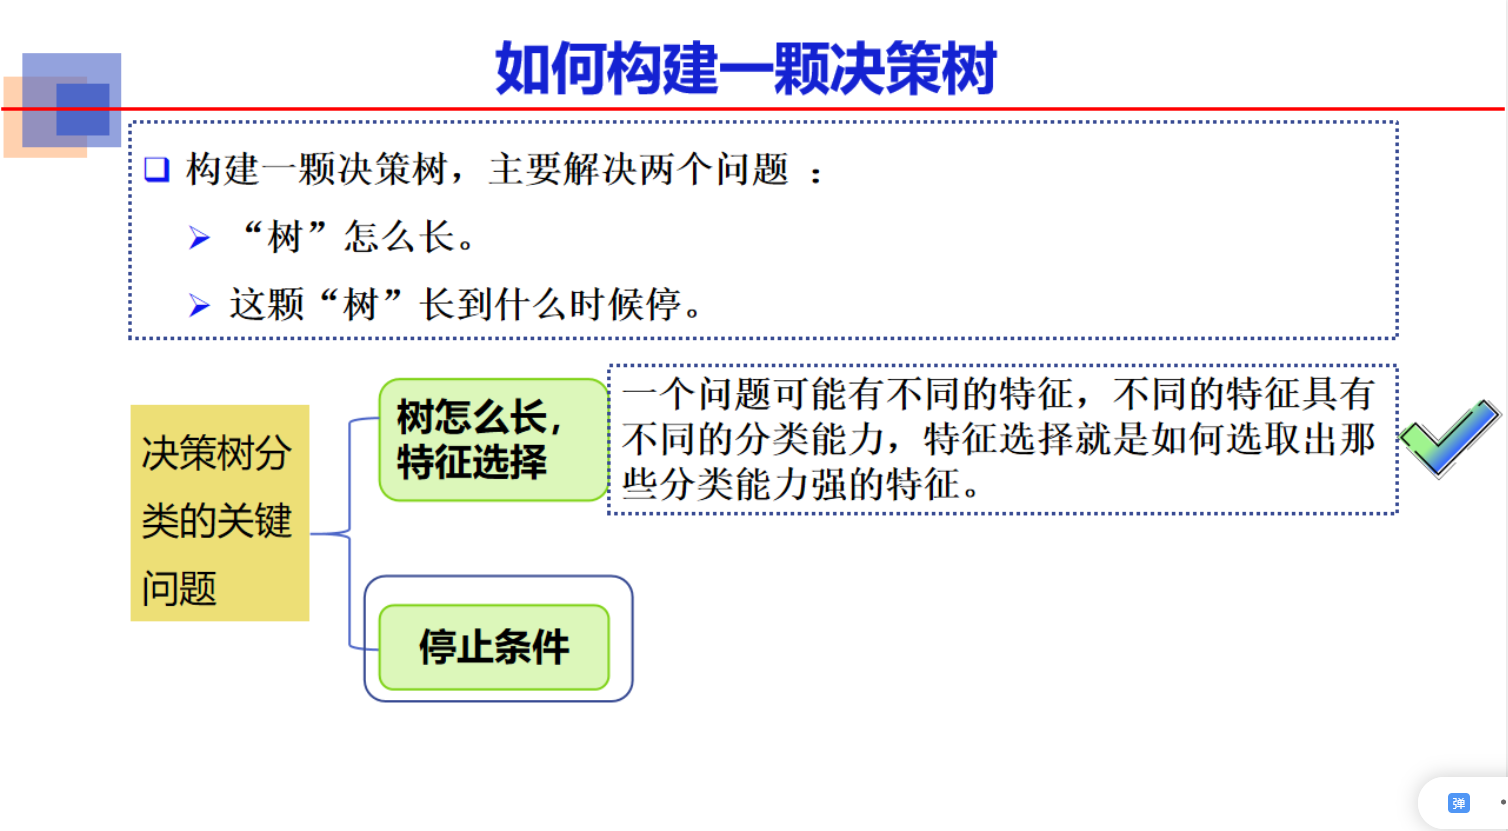 如何构建一颗决策树
构建一颗决策树，主要解决两个问题 ：
“树”怎么长。
这颗“树”长到什么时候停。
决策树分
类的关键
问题
树怎么长，
特征选择
一个问题可能有不同的特征，不同的特征具有
不同的分类能力，特征选择就是如何选取出那
些分类能力强的特征。
停止条件
弹